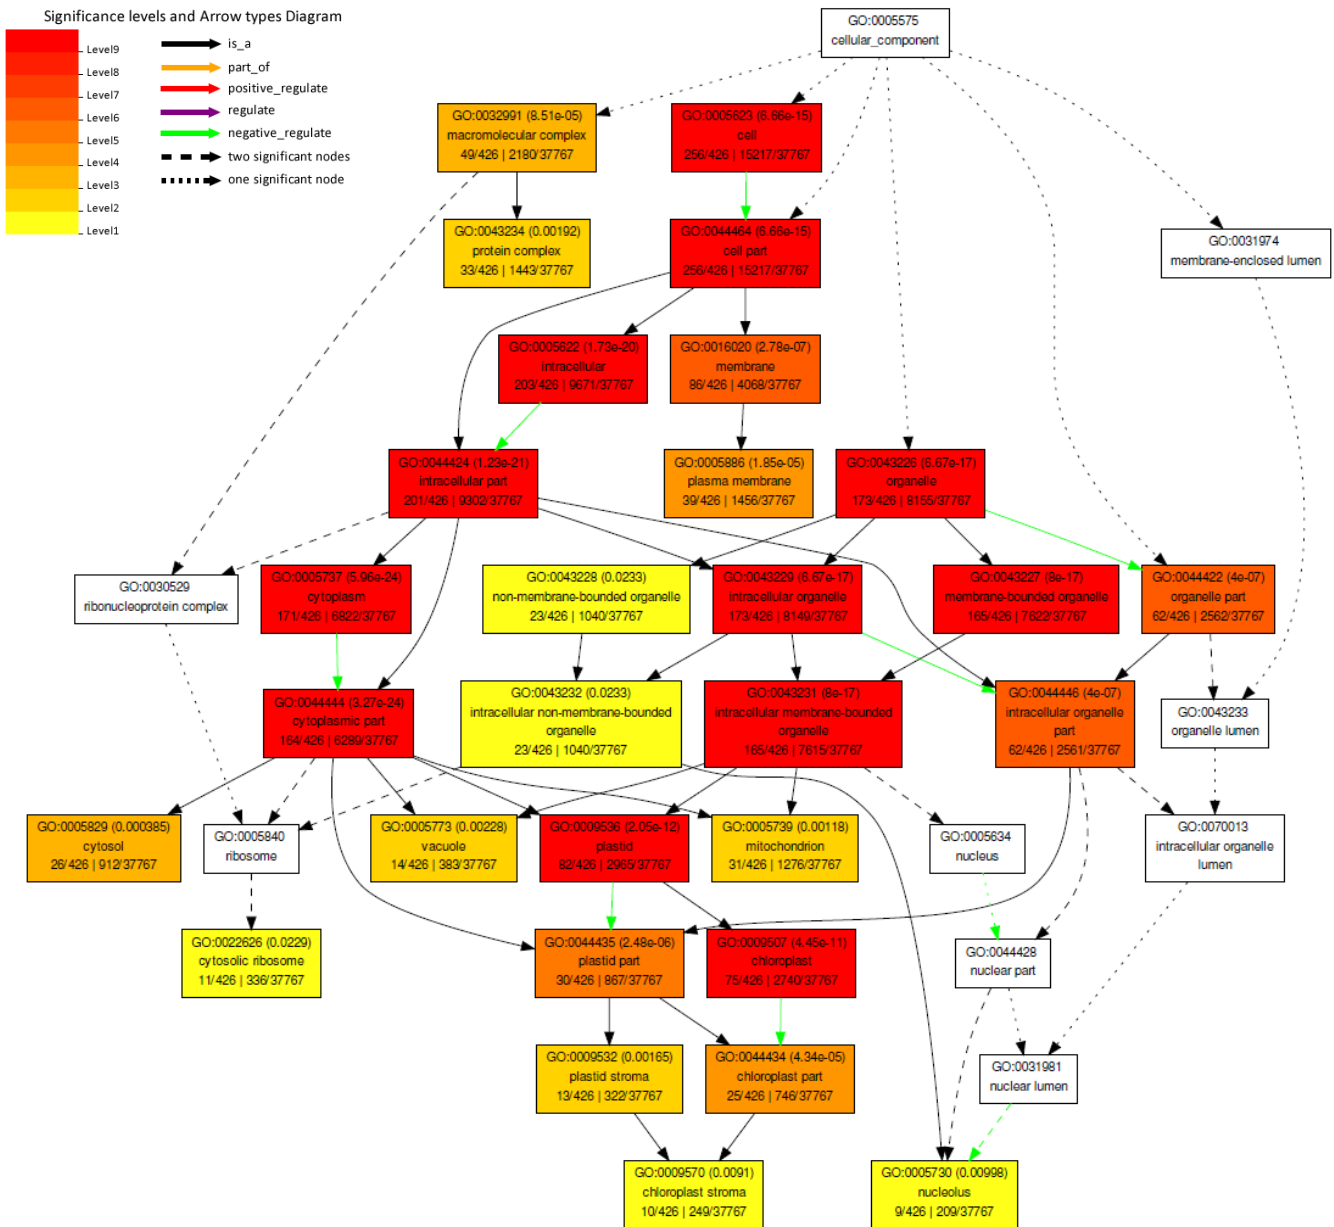 Significance levels and Arrow types Diagram
Level9
Level8
Level7
Level6
Level5
Level4
Level3
Level2
Level1
is_a
part_of
positive_regulate
regulate
negative_regulate
two significant nodes
one significant node
GO:0005575
cellular_component
GO:0032991 (8.51e-05)
macromolecular complex
49/426 | 2180/37767
GO:0005623 (6.66e-15)
cell
256/426 | 15217/37767
GO:0043234 (0.00192)
protein complex
33/426 | 1443/37767
GO:0044464 (6.66e-15)
cell part
256/426 | 15217/37767
GO:0031974
membrane-enclosed lumen
GO:0005622 (1.73e-20)
intracellular
203/426 | 9671/37767
GO:0016020 (2.78e-07)
membrane
86/426 | 4068/37767
GO:0044424 (1.23e-21)
intracellular part
201/426 | 9302/37767
GO:0005886 (1.85e-05)
plasma membrane
39/426 | 1456/37767
GO:0043226 (6.67e-17)
organelle
173/426 | 8155/37767
GO:0030529
ribonucleoprotein complex
GO:0005737 (5.96e-24)
cytoplasm
171/426 | 6822/37767
GO:0043228 (0.0233)
non-membrane-bounded organelle
23/426 | 1040/37767
GO:0043229 (6.67e-17)
intracellular organelle
173/426 | 8149/37767
GO:0043227 (8e-17)
membrane-bounded organelle
165/426 | 7622/37767
GO:0044422 (4e-07)
organelle part
62/426 | 2562/37767
GO:0044444 (3.27e-24)
cytoplasmic part
164/426 | 6289/37767
GO:0043232 (0.0233)
intracellular non-membrane-bounded
organelle
23/426 | 1040/37767
GO:0043231 (8e-17)
intracellular membrane-bounded
organelle
165/426 | 7615/37767
GO:0044446 (4e-07)
intracellular organelle
part
62/426 | 2561/37767
GO:0043233
organelle lumen
GO:0005829 (0.000385)
cytosol
26/426 | 912/37767
GO:0005840
ribosome
GO:0005773 (0.00228)
vacuole
14/426 | 383/37767
GO:0009536 (2.05e-12)
plastid
82/426 | 2965/37767
GO:0005739 (0.00118)
mitochondrion
31/426 | 1276/37767
GO:0005634
nucleus
GO:0070013
intracellular organelle
lumen
GO:0022626 (0.0229)
cytosolic ribosome
11/426 | 336/37767
GO:0044435 (2.48e-06)
plastid part
30/426 | 867/37767
GO:0009507 (4.45e-11)
chloroplast
75/426 | 2740/37767
GO:0044428
nuclear part
GO:0009532 (0.00165)
plastid stroma
13/426 | 322/37767
GO:0044434 (4.34e-05)
chloroplast part
25/426 | 746/37767
GO:0031981
nuclear lumen
GO:0009570 (0.0091)
chloroplast stroma
10/426 | 249/37767
GO:0005730 (0.00998)
nucleolus
9/426 | 209/37767